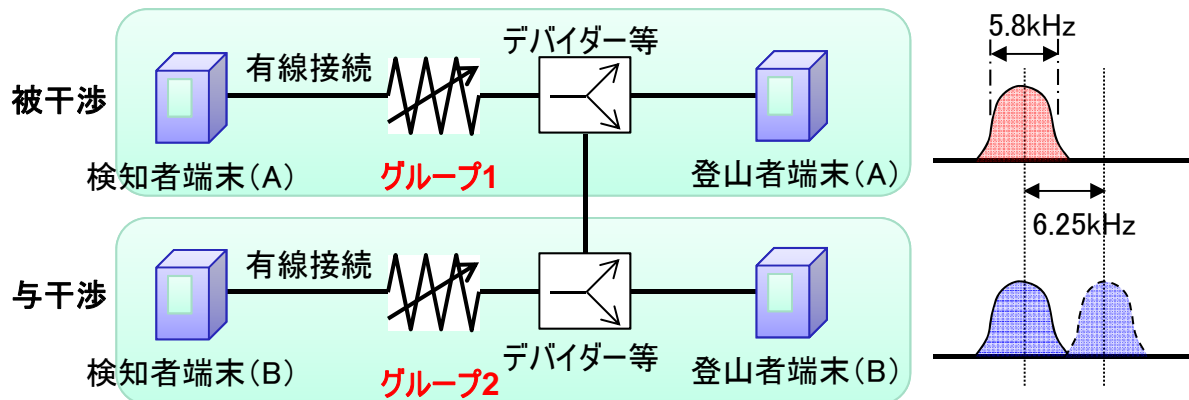 被干渉
有線接続
デバイダー等
検知者端末(A)
グループ1
登山者端末(A)
与干渉
有線接続
デバイダー等
検知者端末(B)
グループ2
登山者端末(B)
5.8kHz
6.25kHz